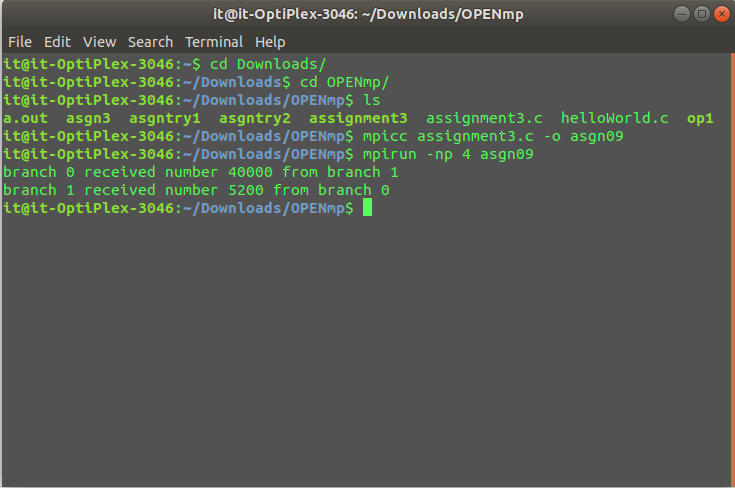 it@it-OptiPlex-3046: ~/Downloads/OPENmp
File Edit View Search Terminal Help
it@it-OptiPlex-3046:~$ cd Downloads/
it@it-OptiPlex-3046:~/Downloads$ cd OPENmp/
it@it-OptiPlex-3046:~/Downloads/OPENmp$ ls
a.out asgn3 asgntry1 asgntry2 assignment3 assignment3.c helloWorld.c op1
it@it-OptiPlex-3046:~/Downloads/OPENmp$ mpicc assignment3.c -o asgn09
it@it-OptiPlex-3046:~/Downloads/OPENmp$ mpirun -np 4 asgn09
branch 0 received number 40000 from branch 1
branch 1 received number 5200 from branch 0
it@it-OptiPlex-3046:~/Downloads/OPENmp$